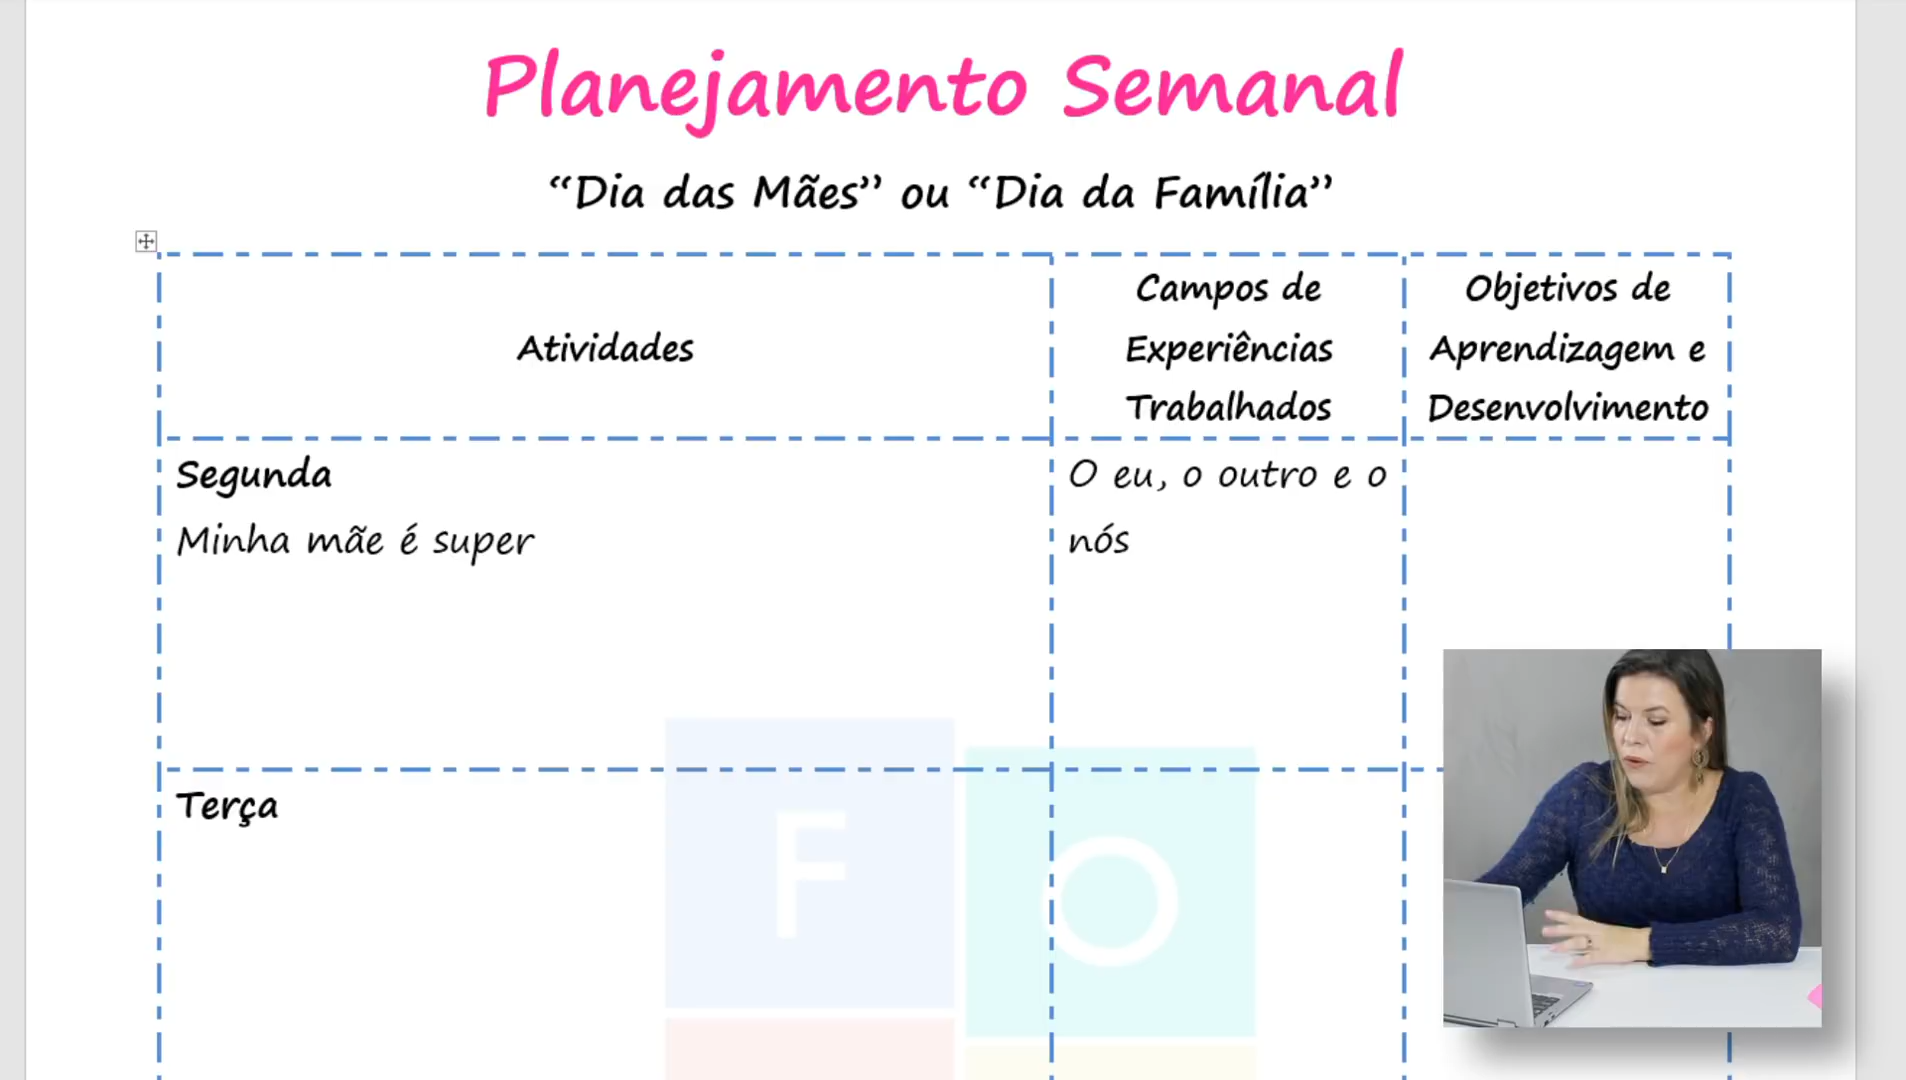 Planejamento Semanal
“Dia das Mães” ou “Dia da Família”
Atividades
Campos de
Experiências
Trabalhados
Objetivos de
Aprendizagem e
Desenvolvimento
Segunda
Minha mãe é super
O eu, o outro e o
nós
Terça
F
O